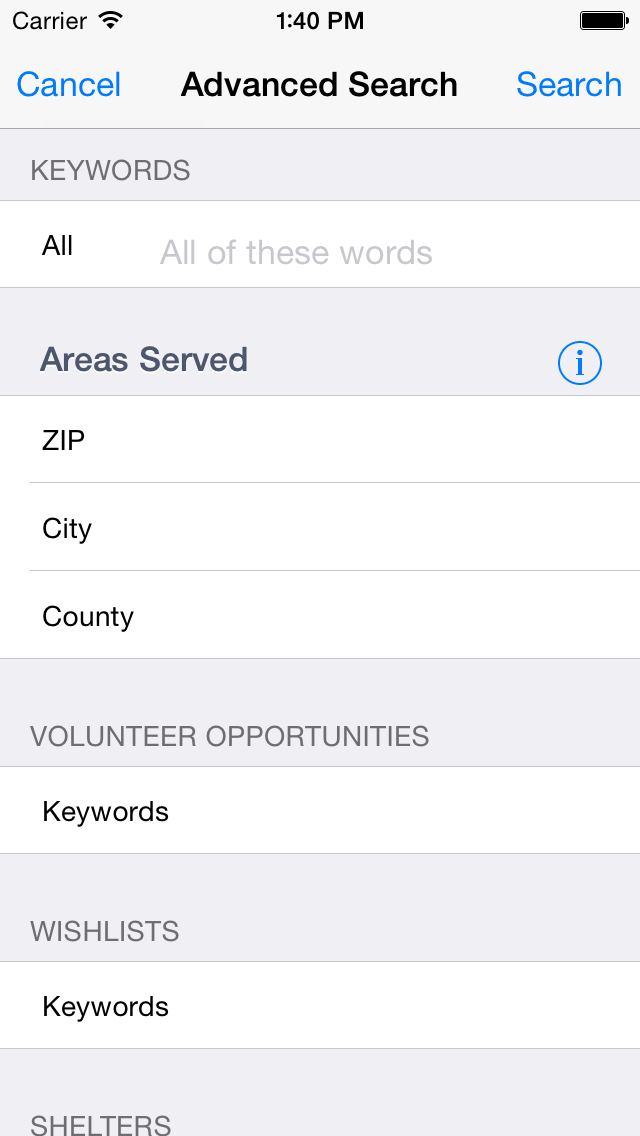 Carrier 1:40 PM
Cancel Advanced Search Search
KEYWORDS
All All of these words
Areas Served i
ZIP
City
County
VOLUNTEER OPPORTUNITIES
Keywords
WISHLISTS
Keywords
SHELTERS